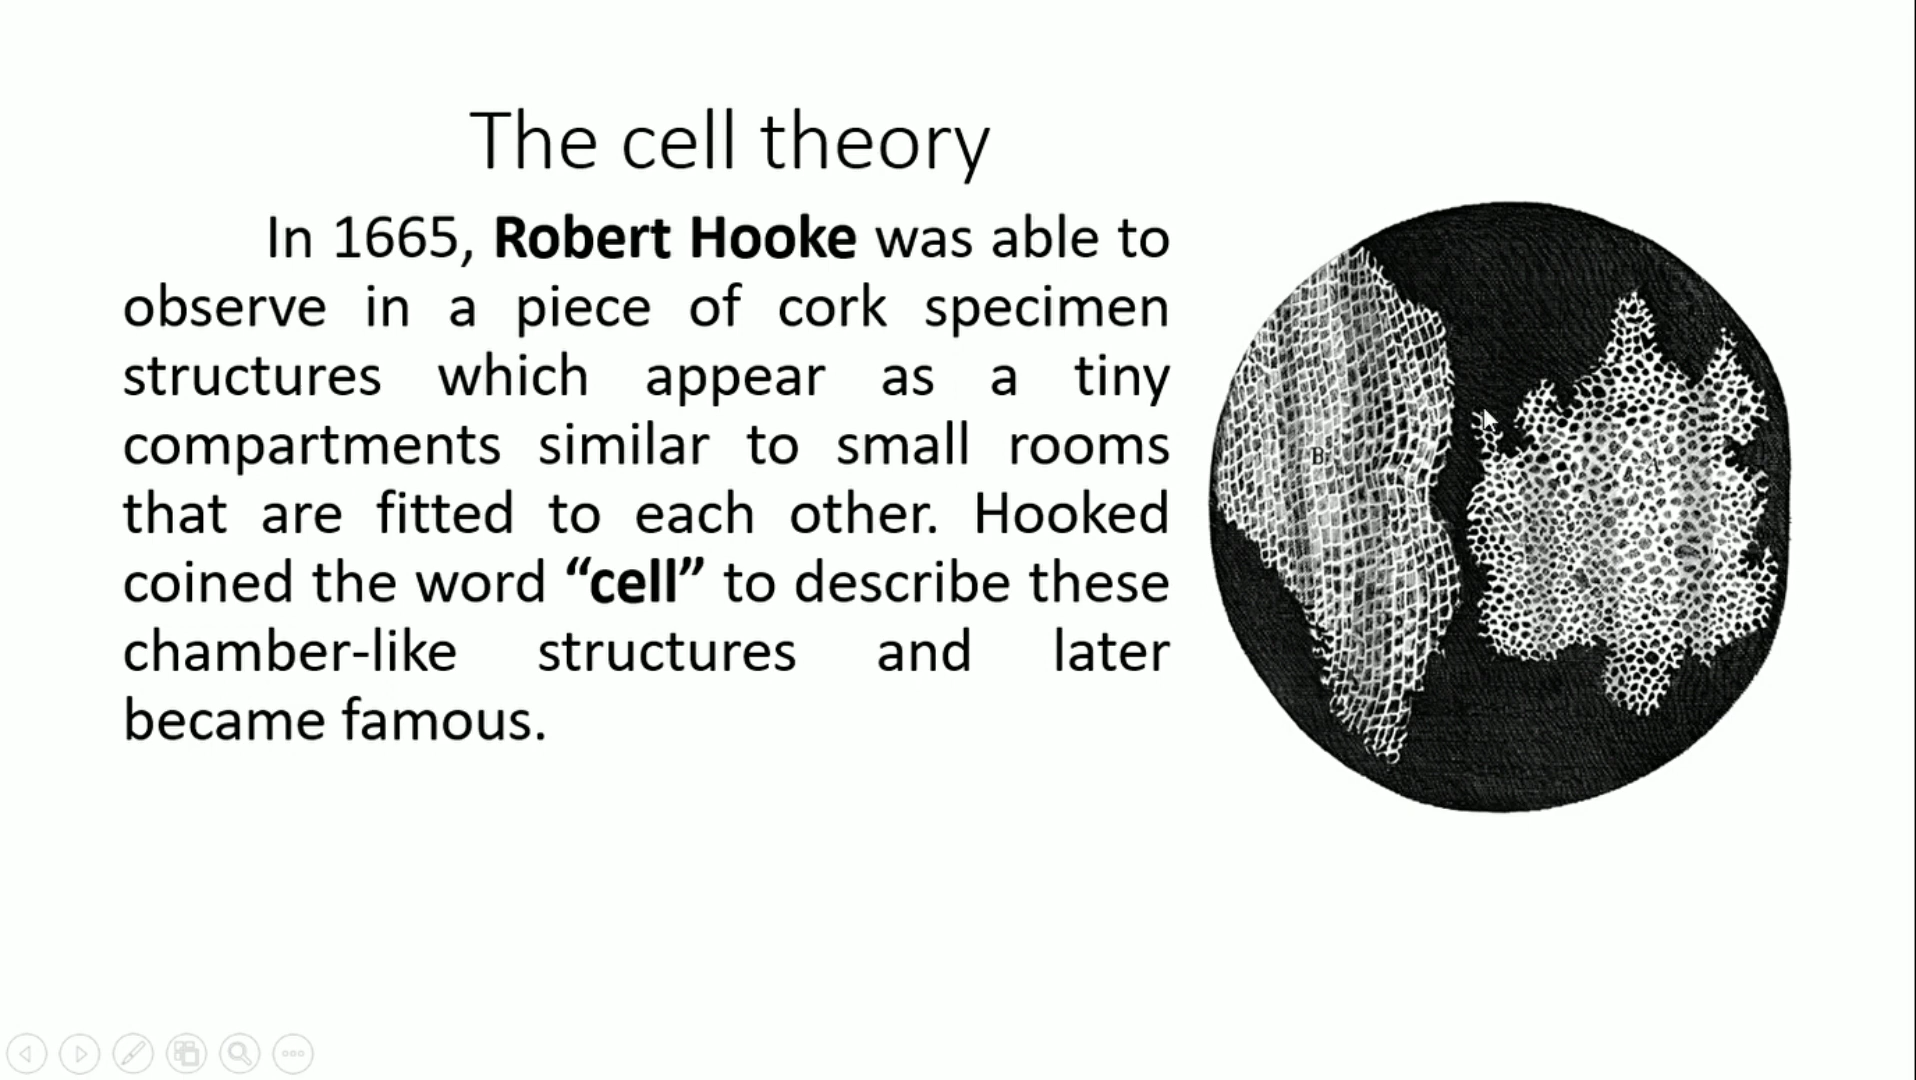 The cell theory
In 1665, Robert Hooke was able to
observe in a piece of cork specimen
structures which appear as a tiny
compartments similar to small rooms
that are fitted to each other. Hooked
coined the word “cell” to describe these
chamber-like structures and later
became famous.
B: